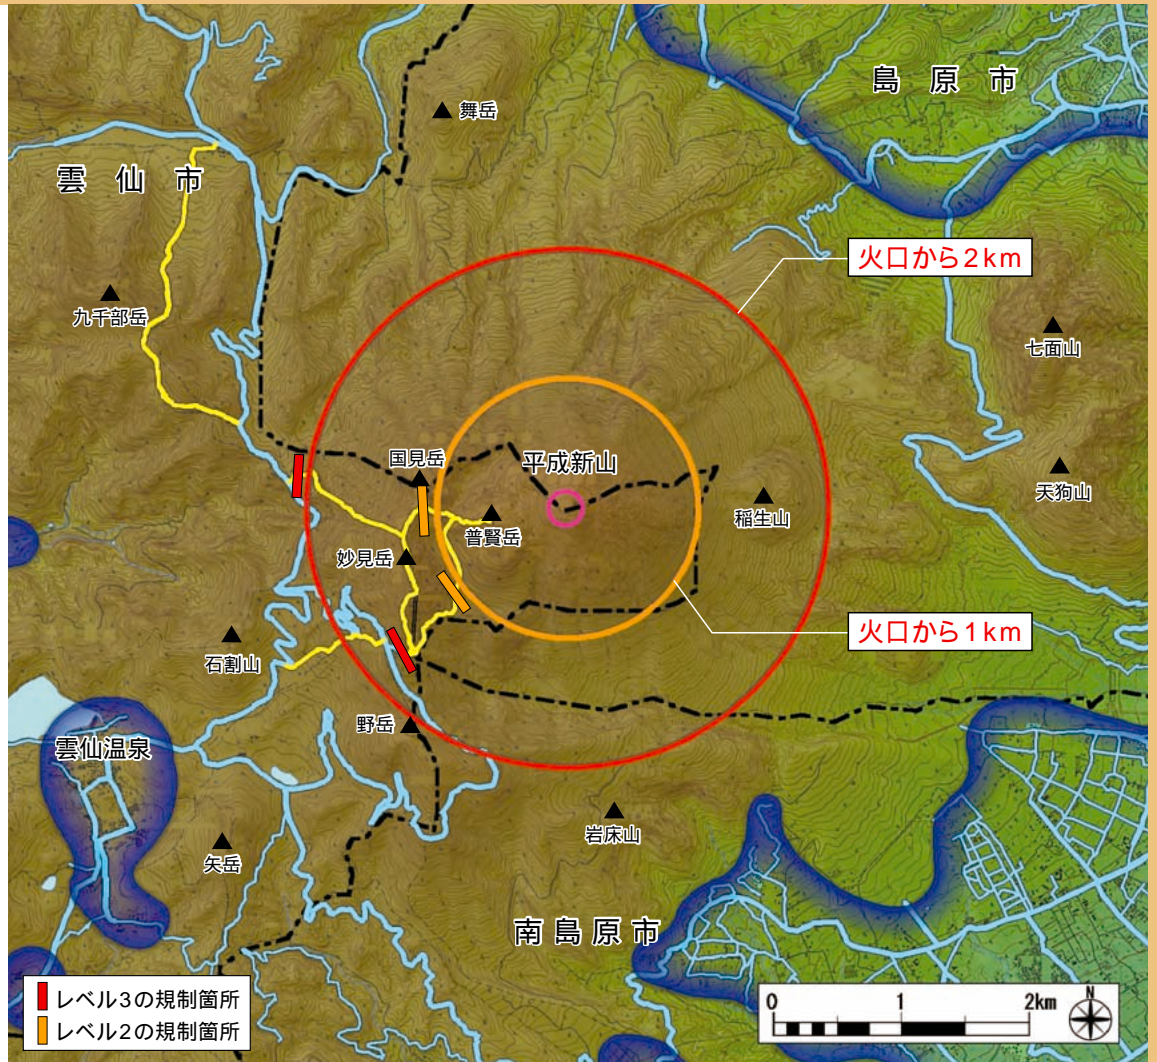 島原市
舞岳
雲仙市
火口から2km
九千部岳
七面山
国見岳
平成新山
天狗山
稲生山
普賢岳
妙見岳
火口から1km
石割山
野岳
雲仙温泉
岩床山
矢岳
南島原市
レベル3の規制箇所
レベル2の規制箇所
0 1 2km
N